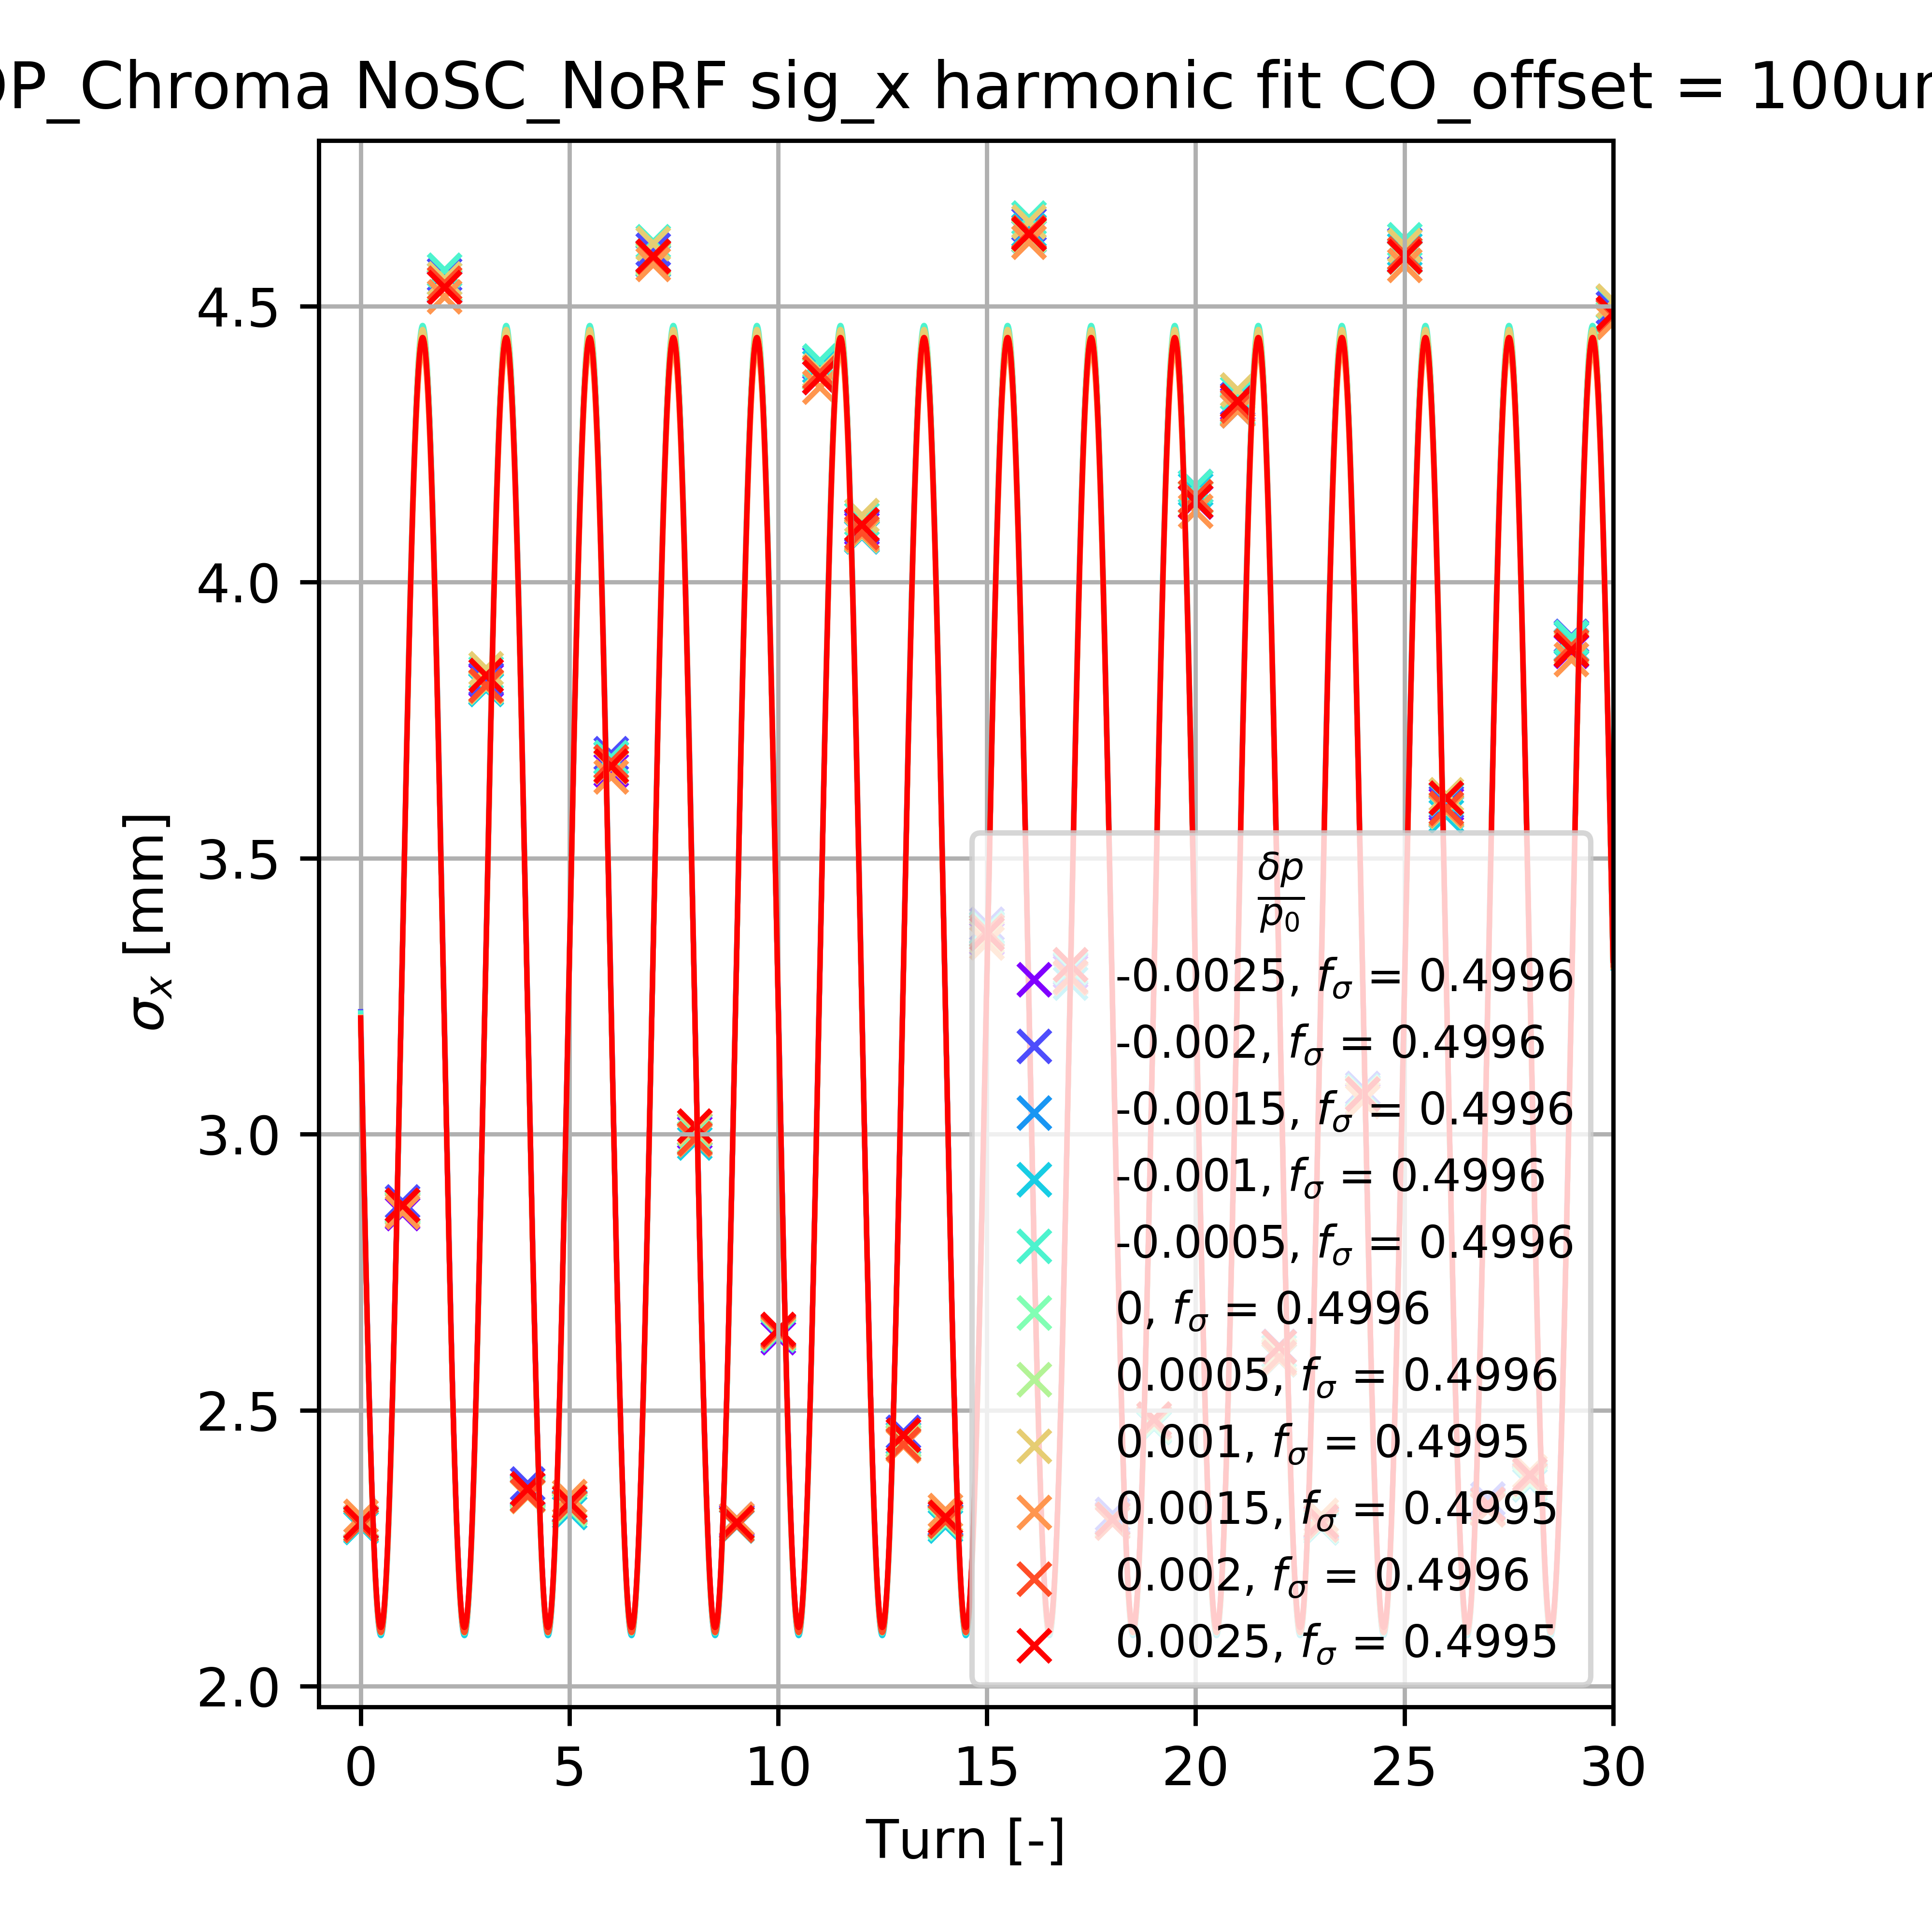 P_Chroma NoSC_NoRF sig_x harmonic fit CO_offset = 100u
σx [mm]
4.5
4.0
3.5
3.0
2.5
2.0
δp
p0
-0.0025, fσ = 0.4996
-0.002, fσ = 0.4996
-0.0015, fσ = 0.4996
-0.001, fσ = 0.4996
-0.0005, fσ = 0.4996
0, fσ = 0.4996
0.0005, fσ = 0.4996
0.001, fσ = 0.4995
0.0015, fσ = 0.4995
0.002, fσ = 0.4996
0.0025, fσ = 0.4995
0 5 10 15 20 25 30
Turn [-]